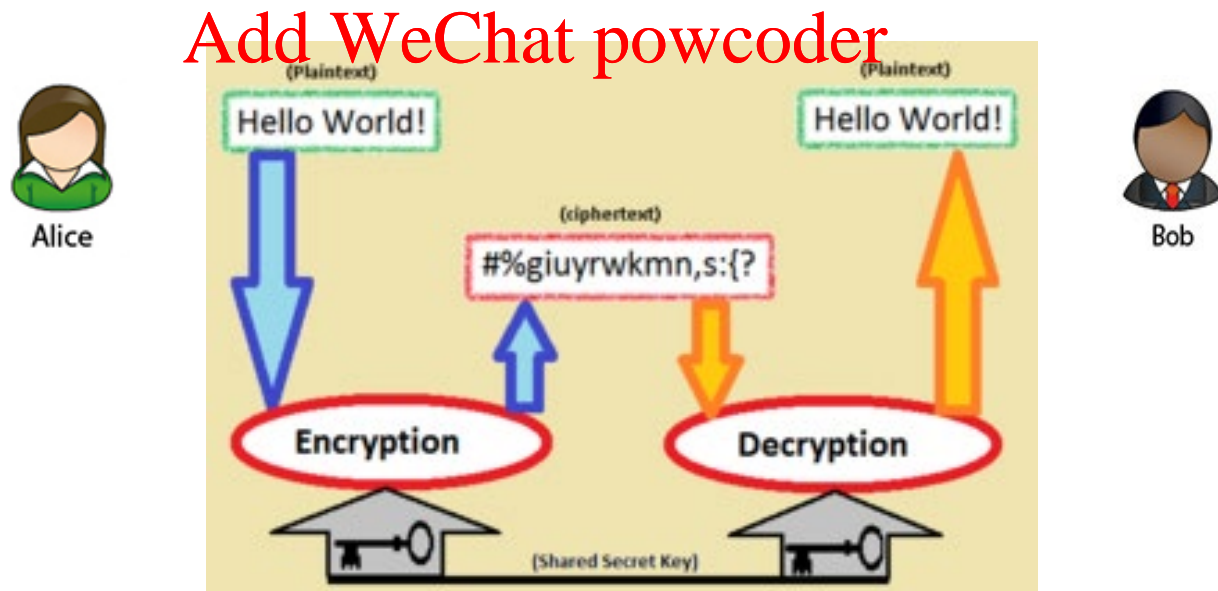 Add WeChat powcoder
(Plaintext)
(Plaintext)
Hello World!
Hello World!
Alice
(ciphertext)
#%giuyrwkmn,s:{?
Bob
Encryption
Decryption
(Shared Secret Key)